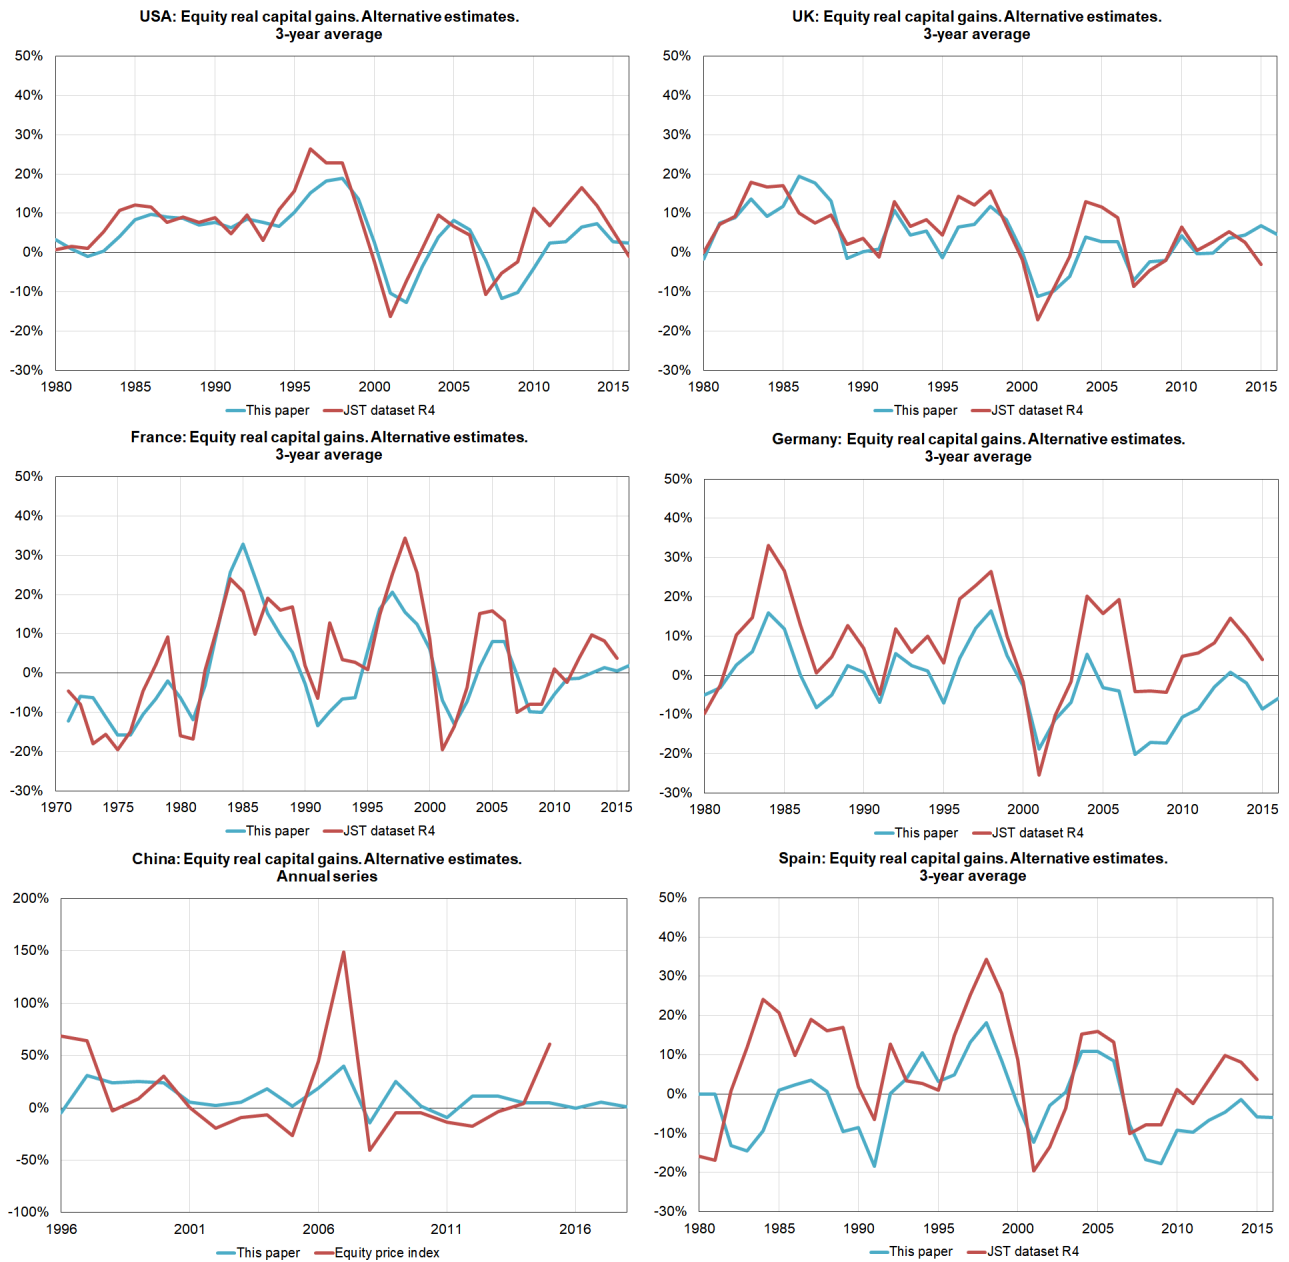 USA: Equity real capital gains. Alternative estimates.
3-year average
50%
40%
30%
20%
10%
0%
-10%
-20%
-30%
1980 1985 1990 1995 2000 2005 2010 2015
This paper JST dataset R4
UK: Equity real capital gains. Alternative estimates.
3-year average
50%
40%
30%
20%
10%
0%
-10%
-20%
-30%
1980 1985 1990 1995 2000 2005 2010 2015
This paper JST dataset R4
France: Equity real capital gains. Alternative estimates.
3-year average
50%
40%
30%
20%
10%
0%
-10%
-20%
-30%
1970 1975 1980 1985 1990 1995 2000 2005 2010 2015
This paper JST dataset R4
Germany: Equity real capital gains. Alternative estimates.
3-year average
50%
40%
30%
20%
10%
0%
-10%
-20%
-30%
1980 1985 1990 1995 2000 2005 2010 2015
This paper JST dataset R4
China: Equity real capital gains. Alternative estimates.
Annual series
200%
150%
100%
50%
0%
-50%
-100%
1996 2001 2006 2011 2016
This paper Equity price index
Spain: Equity real capital gains. Alternative estimates.
3-year average
50%
40%
30%
20%
10%
0%
-10%
-20%
-30%
1980 1985 1990 1995 2000 2005 2010 2015
This paper JST dataset R4